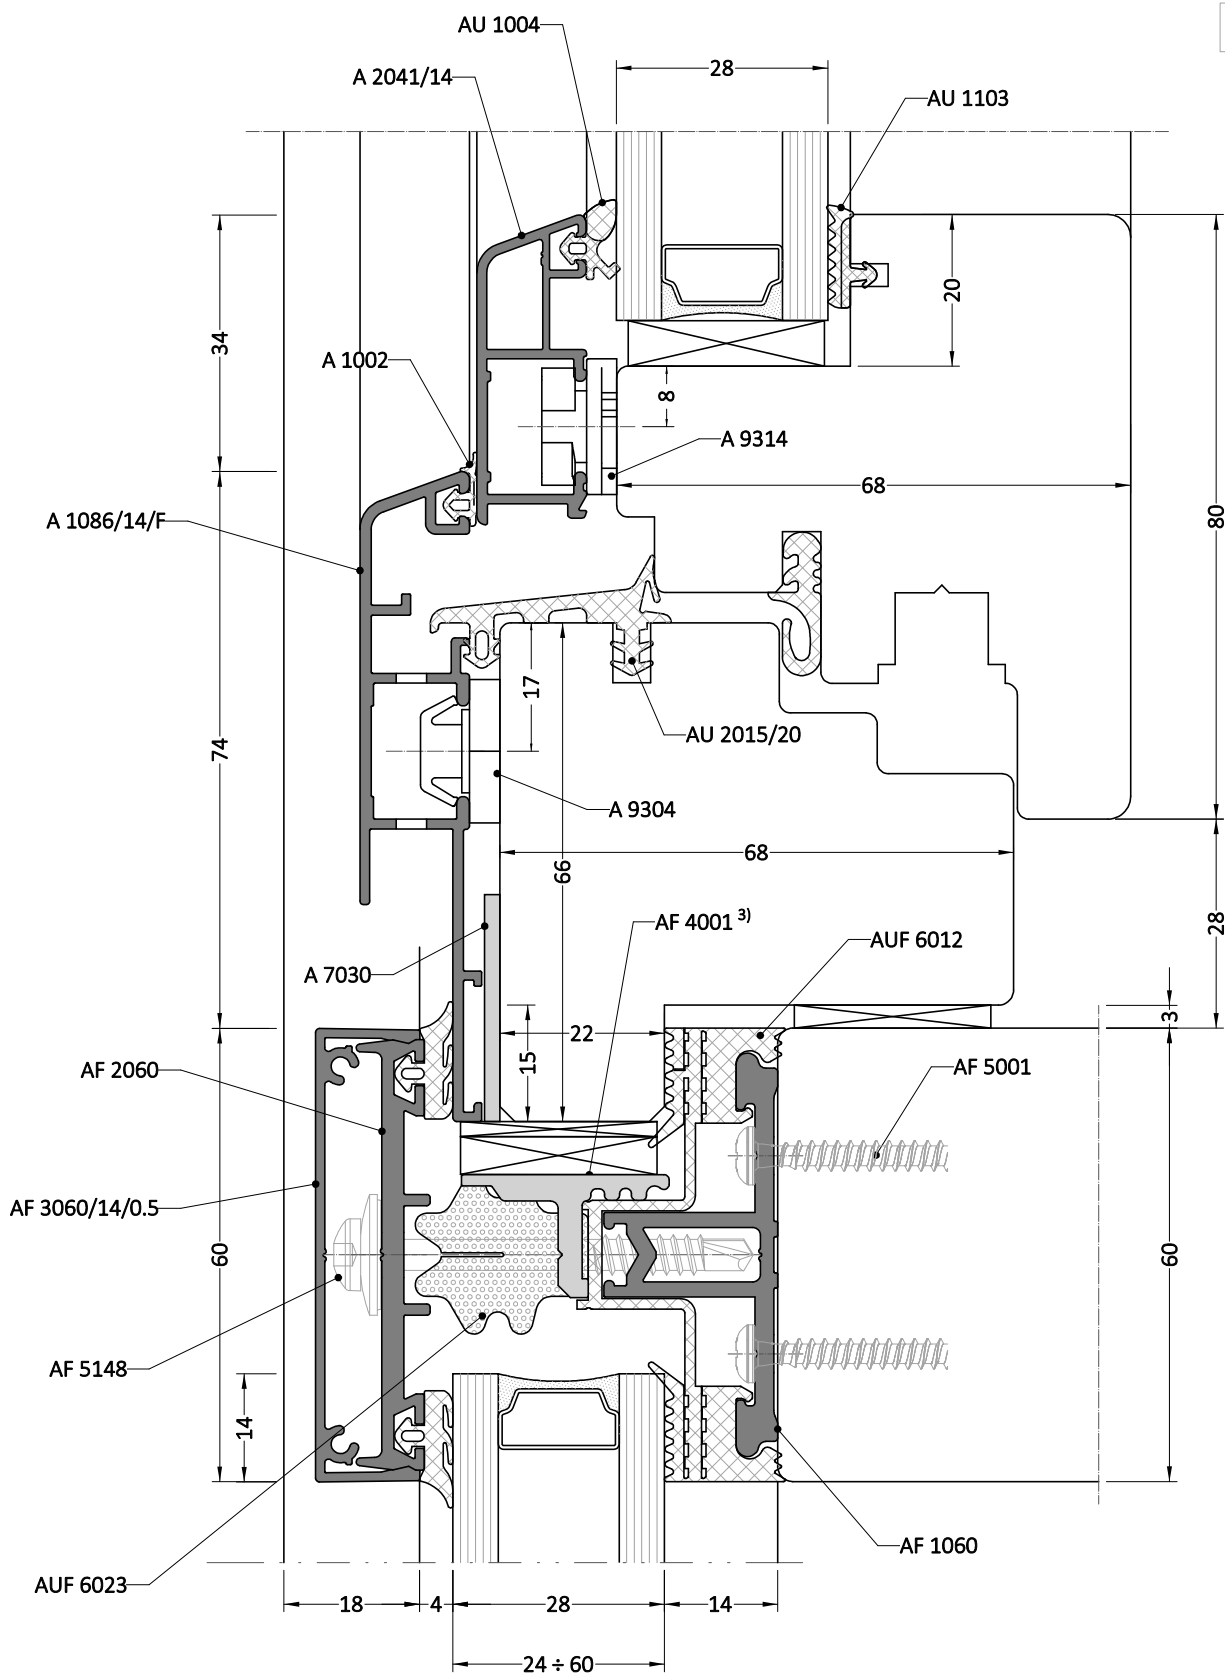 AU 1004
28
A 2041/14
AU 1103
20
34
A 1002
8
A 9314
68
80
A 1086/14/F
17
AU 2015/20
74
A 9304
68
66
AF 4001 3)
28
AUF 6012
A 7030
3
22
15
AF 2060
AF 5001
AF 3060/14/0.5
60
60
AF 5148
14
AF 1060
AUF 6023
18
4
28
14
24 ÷ 60